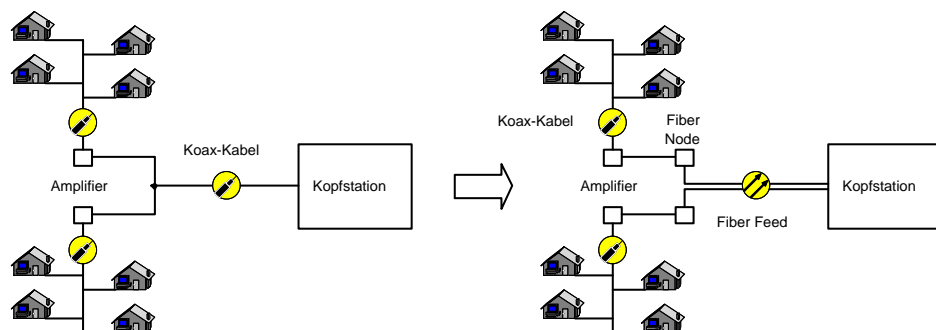 Koax-Kabel
Amplifier
Kopfstation
Koax-Kabel
Fiber
Node
Amplifier
Kopfstation
Fiber Feed